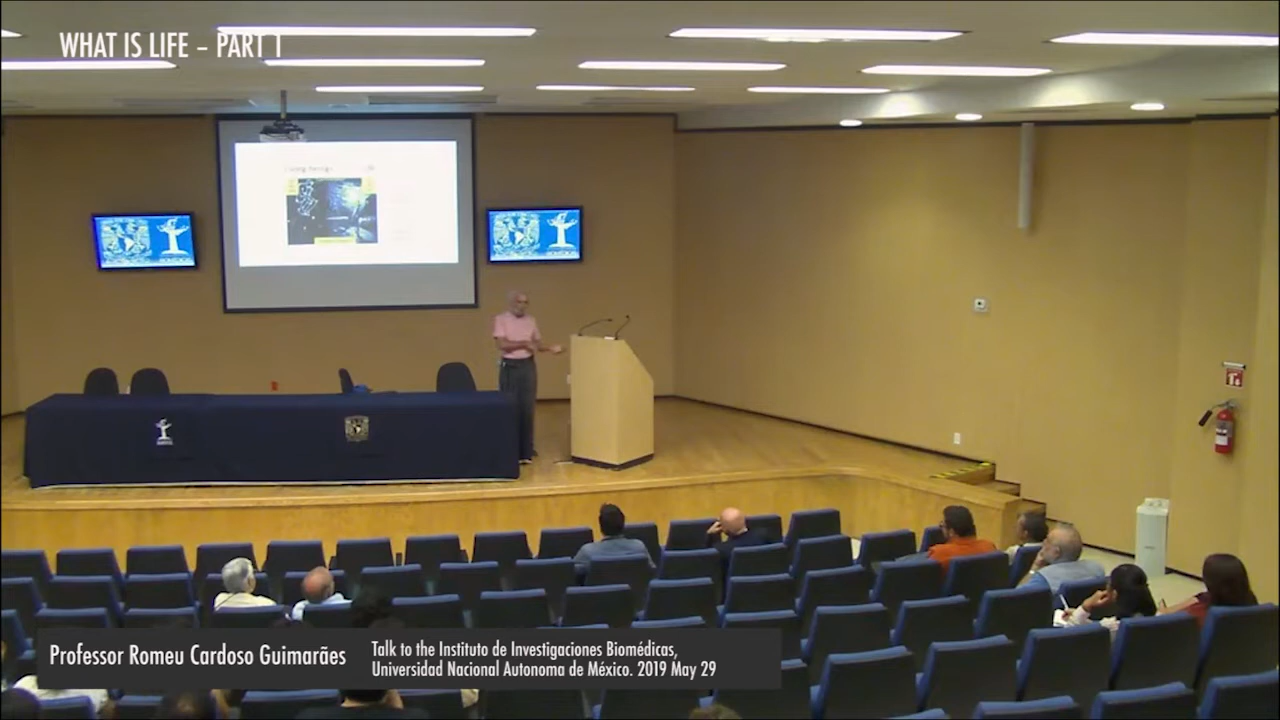 WHAT IS LIFE – PART 1
Professor Romeu Cardoso Guimarães
Talk to the Instituto de Investigaciones Biomédicas,
Universidad Nacional Autonoma de México. 2019 May 29